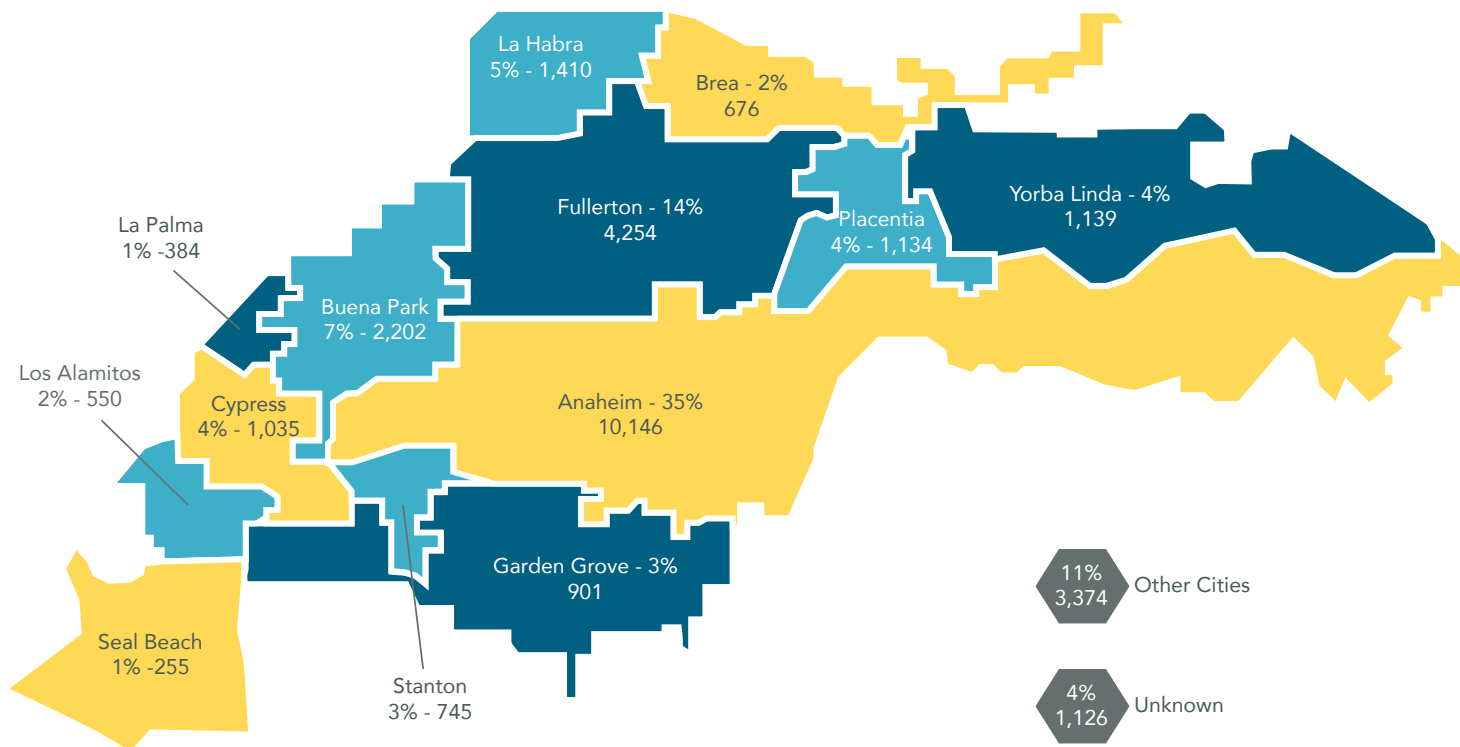 La Habra
5% - 1,410
Brea - 2%
676
Fullerton - 14%
4,254
Placentia
4% - 1,134
Yorba Linda - 4%
1,139
La Palma
1% -384
Buena Park
7% - 2,202
Los Alamitos
2% - 550
Cypress
4% - 1,035
Anaheim - 35%
10,146
Garden Grove - 3%
901
Seal Beach
1% -255
Stanton
3% - 745
11%
3,374
Other Cities
4%
1,126
Unknown